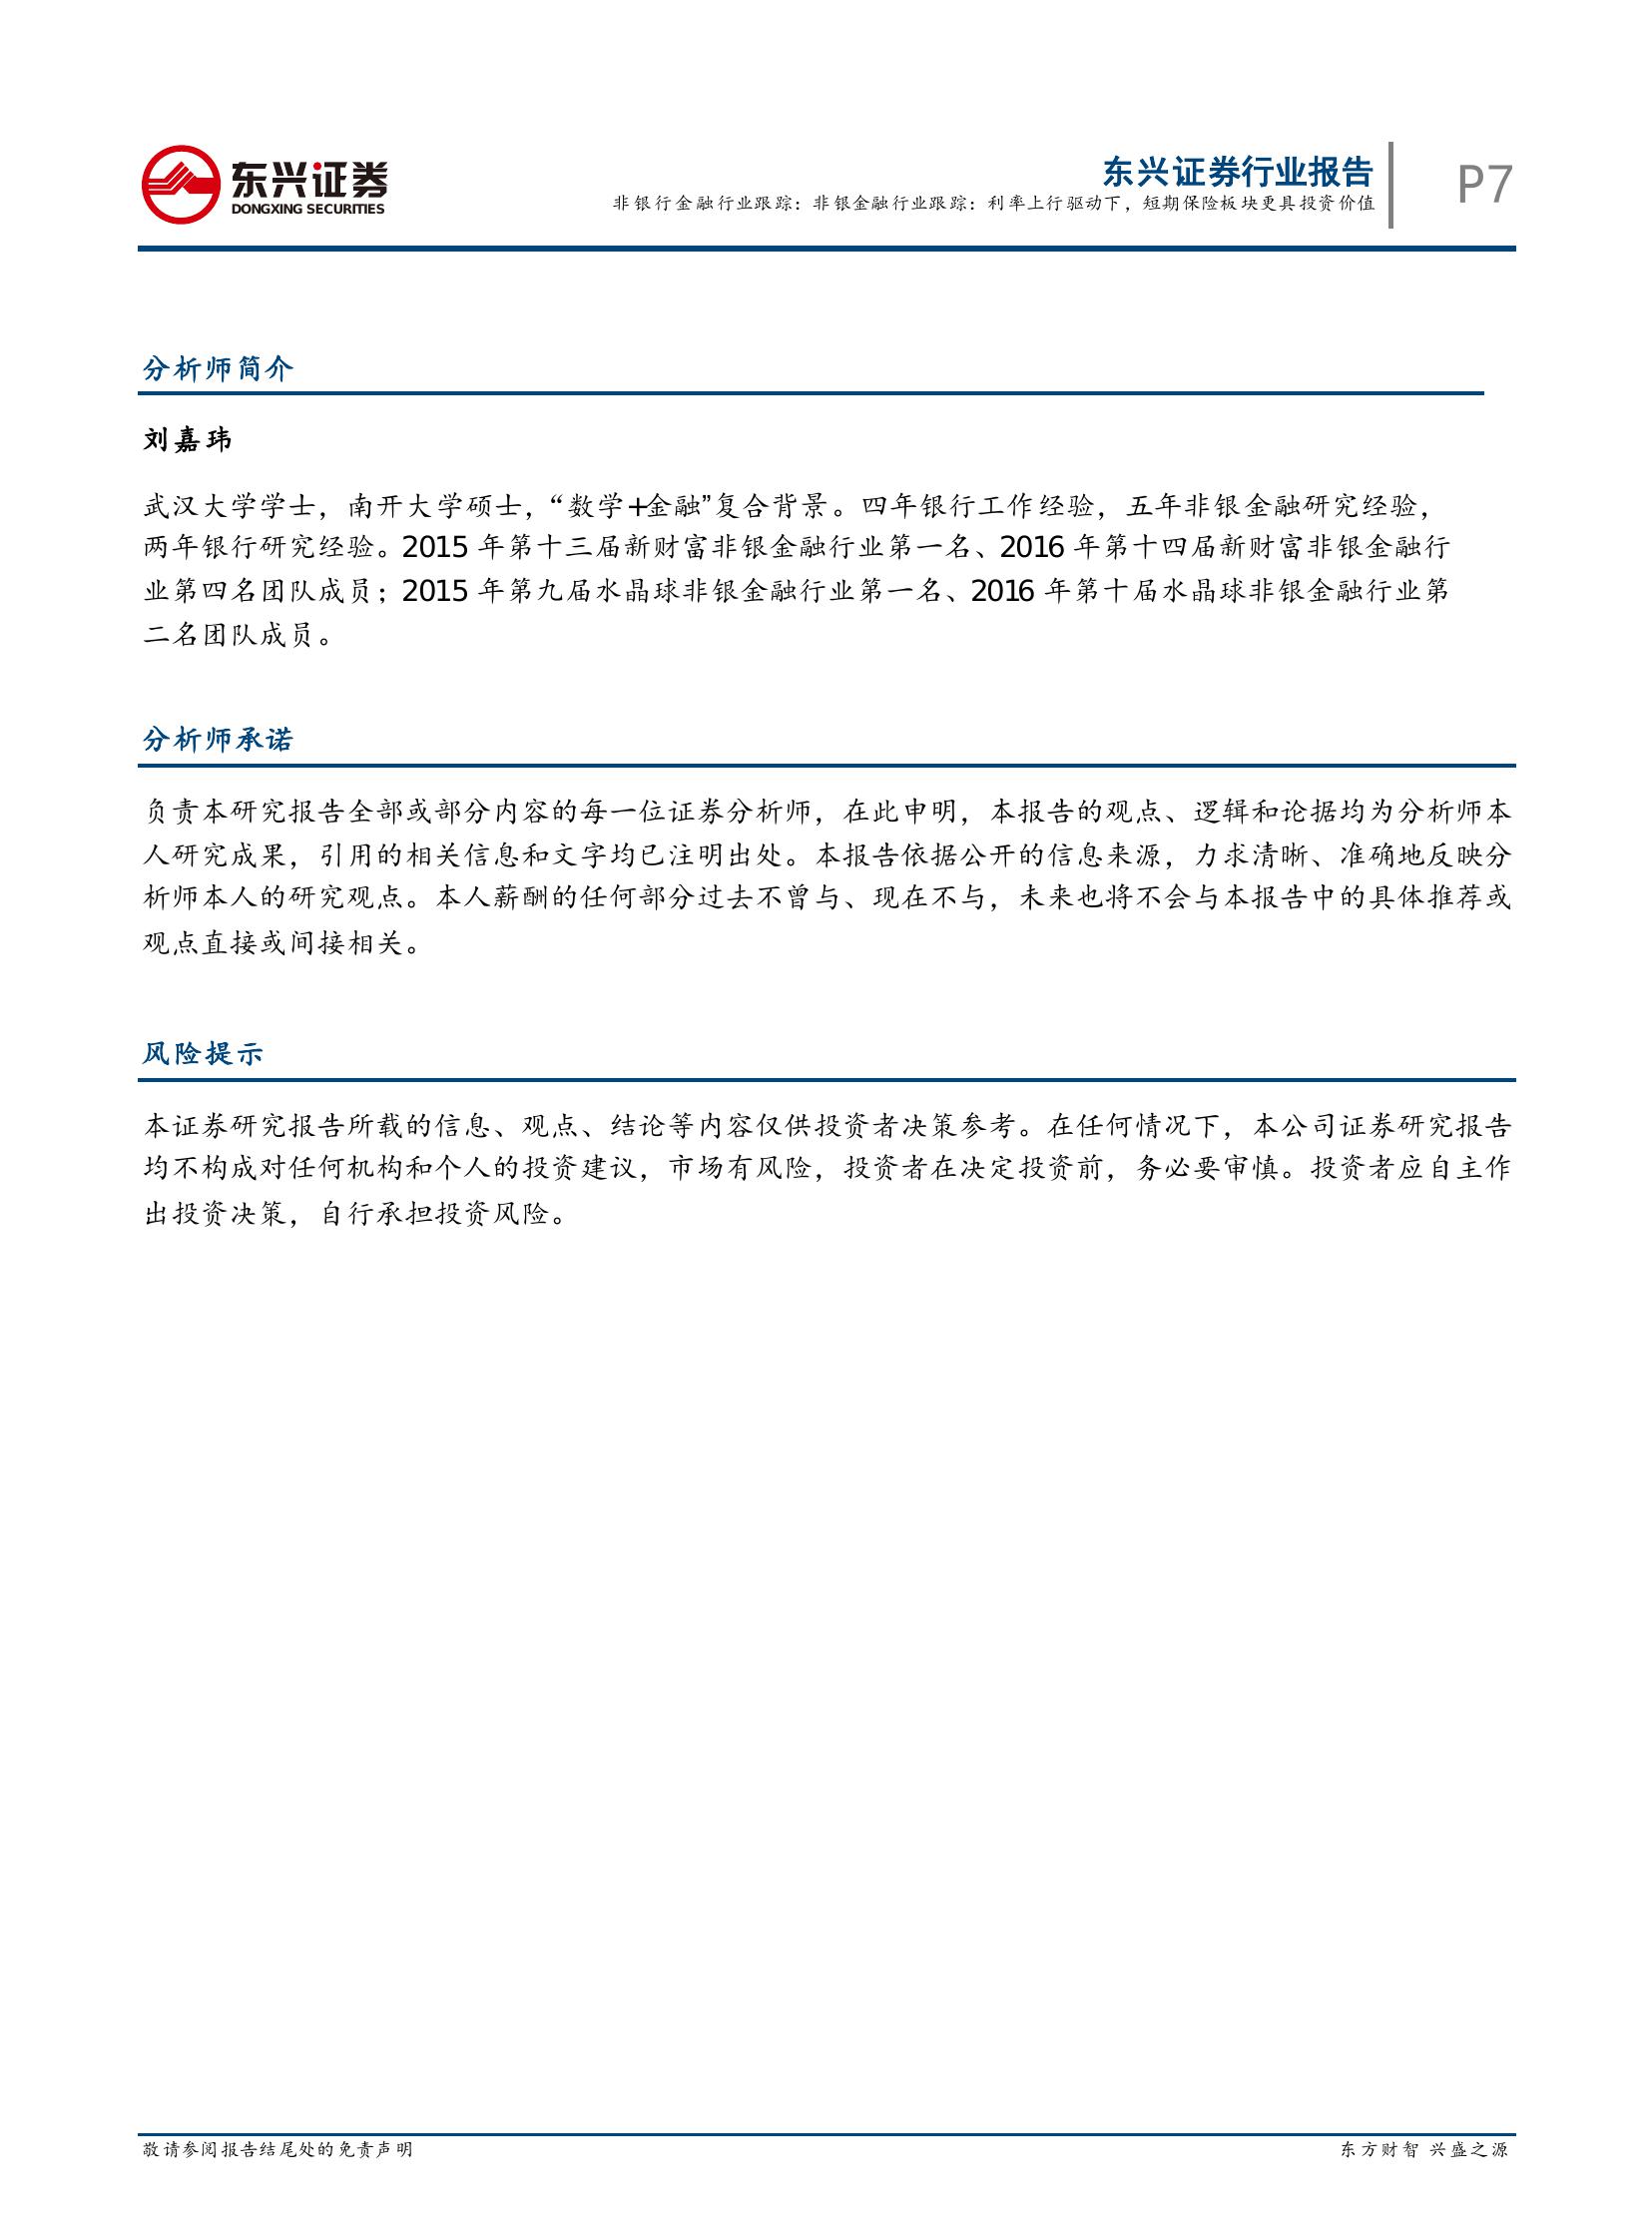 东兴证券
DONGXING SECURITIES
东兴证券行业报告
非银行金融行业跟踪：非银金融行业跟踪：利率上行驱动下，短期保险板块更具投资价值
P7
分析师简介
刘嘉玮
武汉大学学士，南开大学硕士，“数学+金融”复合背景。四年银行工作经验，五年非银金融研究经验，
两年银行研究经验。2015 年第十三届新财富非银金融行业第一名、2016 年第十四届新财富非银金融行
业第四名团队成员；2015 年第九届水晶球非银金融行业第一名、2016 年第十届水晶球非银金融行业第
二名团队成员。
分析师承诺
负责本研究报告全部或部分内容的每一位证券分析师，在此申明，本报告的观点、逻辑和论据均为分析师本
人研究成果，引用的相关信息和文字均已注明出处。本报告依据公开的信息来源，力求清晰、准确地反映分
析师本人的研究观点。本人薪酬的任何部分过去不曾与、现在不与，未来也将不会与本报告中的具体推荐或
观点直接或间接相关。
风险提示
本证券研究报告所载的信息、观点、结论等内容仅供投资者决策参考。在任何情况下，本公司证券研究报告
均不构成对任何机构和个人的投资建议，市场有风险，投资者在决定投资前，务必要审慎。投资者应自主作
出投资决策，自行承担投资风险。
敬请参阅报告结尾处的免责声明
东方财智 兴盛之源